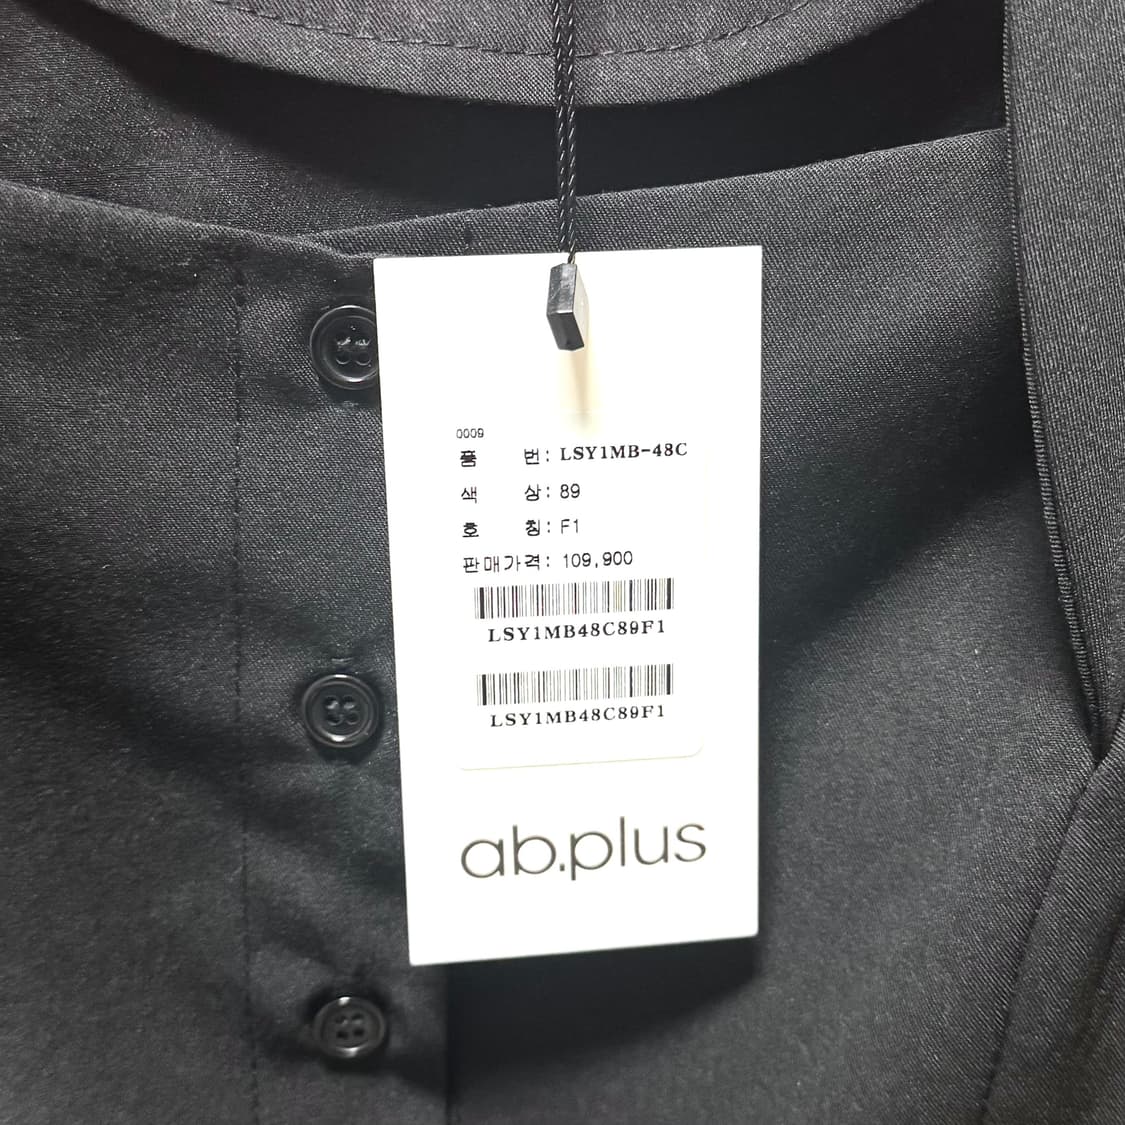 0009
품 번: LSY1MB-48C
색 상: 89
호 칭: F1
판매가격: 109,900
LSY1MB48C89F1
LSY1MB48C89F1
ab.plus